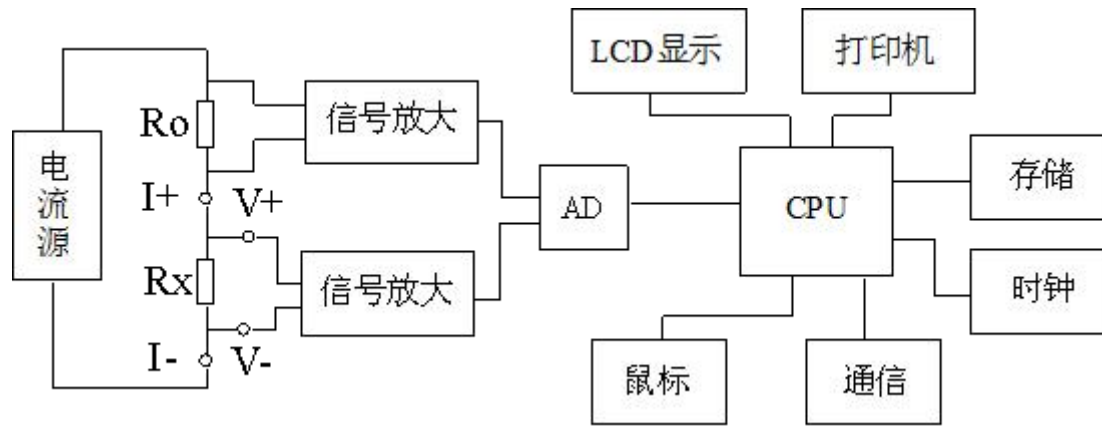 LCD显示
打印机
Ro
信号放大
电流源
I+
V+
AD
CPU
存储
Rx
信号放大
时钟
I-
V-
鼠标
通信